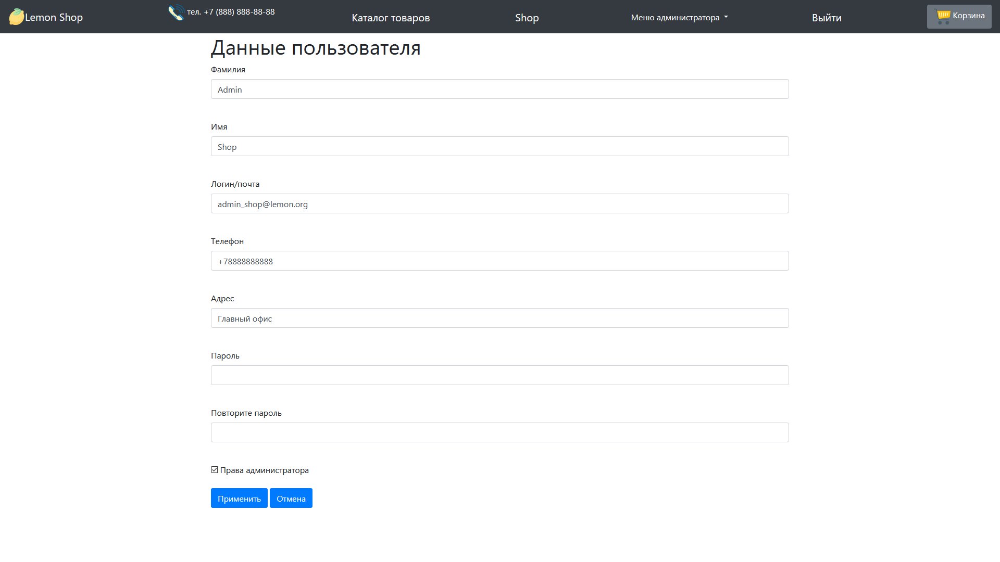 Lemon Shop
тел. +7 (888) 888-88-88
Каталог товаров
Shop
Меню администратора
Выйти
Корзина
Данные пользователя
Фамилия
Admin
Имя
Shop
Логин/почта
admin_shop@lemon.org
Телефон
+78888888888
Адрес
Главный офис
Пароль
Повторите пароль
Права администратора
Применить
Отмена